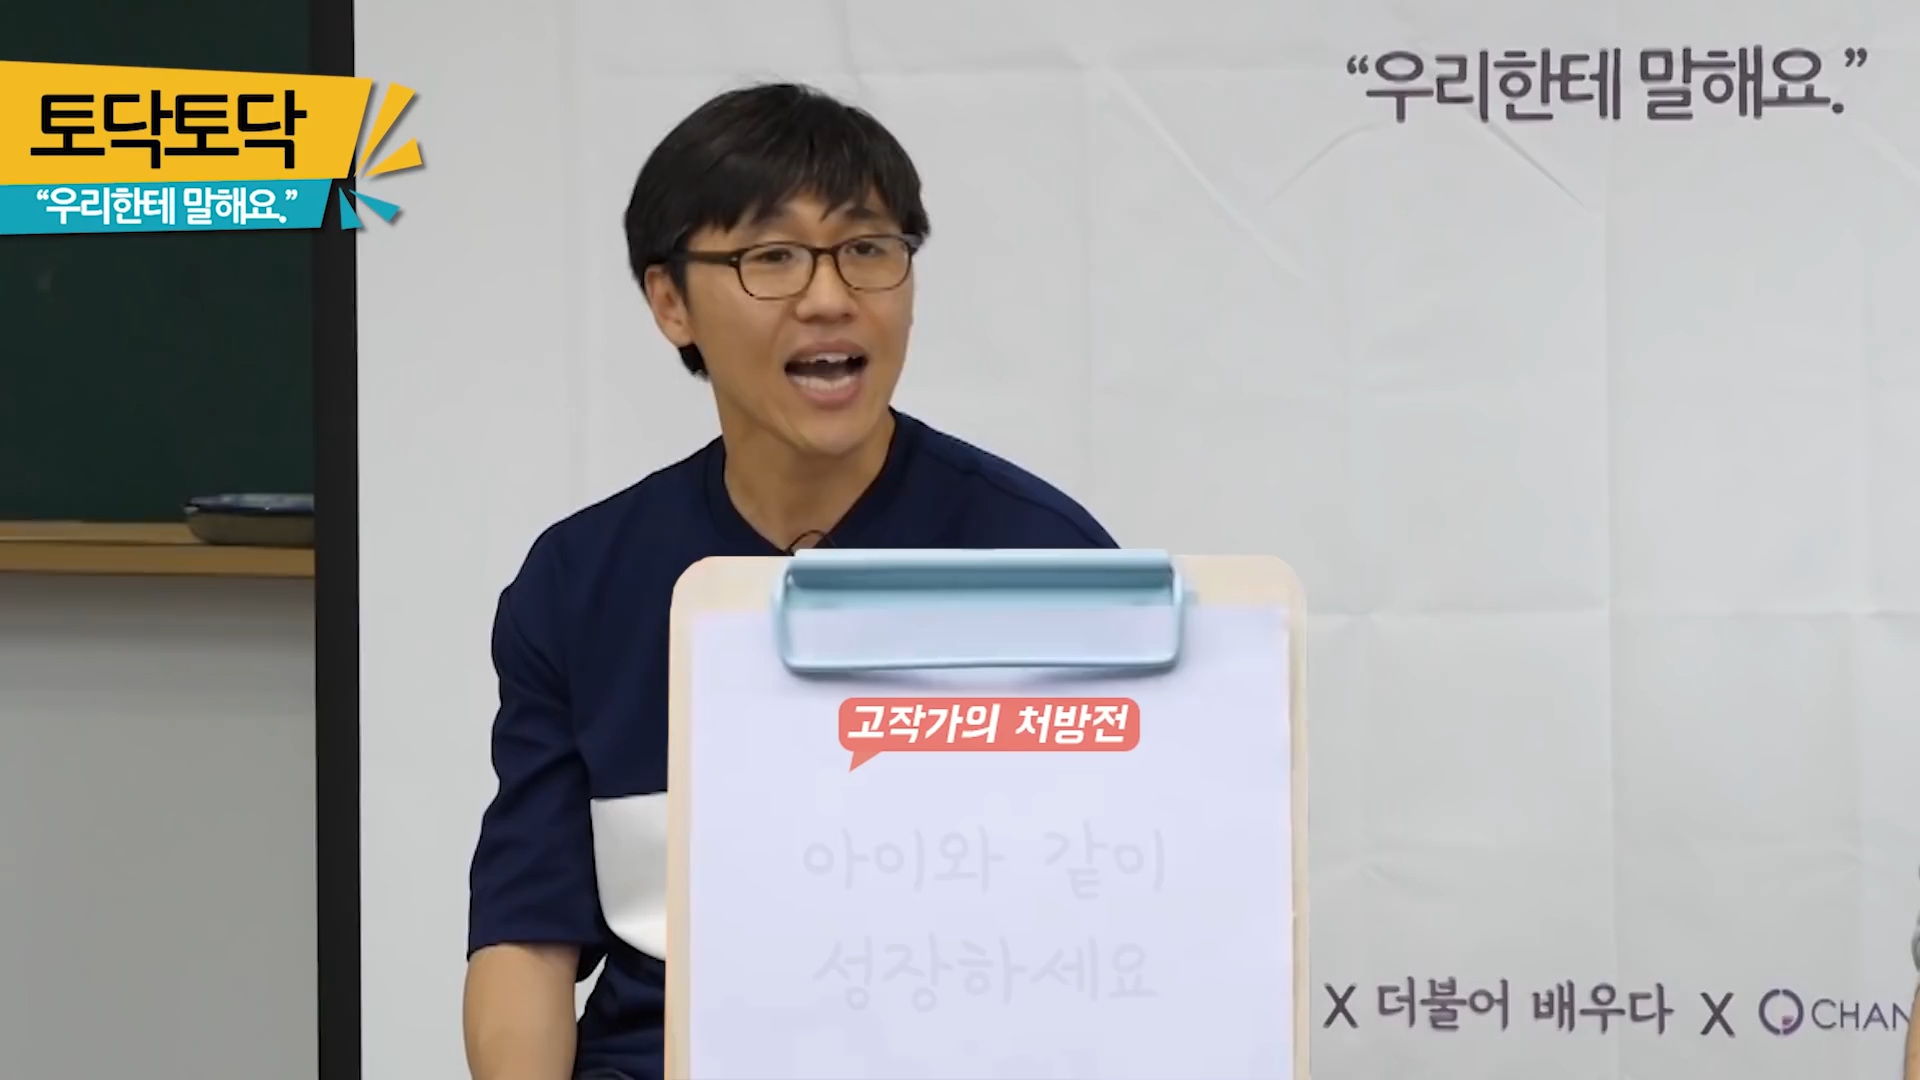 토닥토닥
“우리한테 말해요.”
“우리한테 말해요.”
고작가의 처방전
아이와 같이
성장하세요
X 더불어 배우다 X CHAN